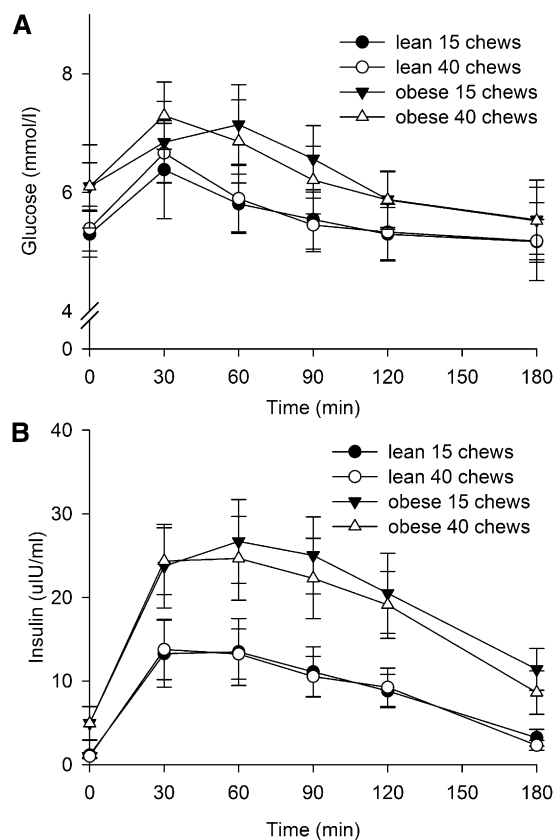 A
lean 15 chews
lean 40 chews
obese 15 chews
obese 40 chews
Glucose (mmol/l)
8
6
4
0
0 30 60 90 120 150 180
Time (min)
B
lean 15 chews
lean 40 chews
obese 15 chews
obese 40 chews
Insulin (uIU/ml)
40
30
20
10
0
0 30 60 90 120 150 180
Time (min)